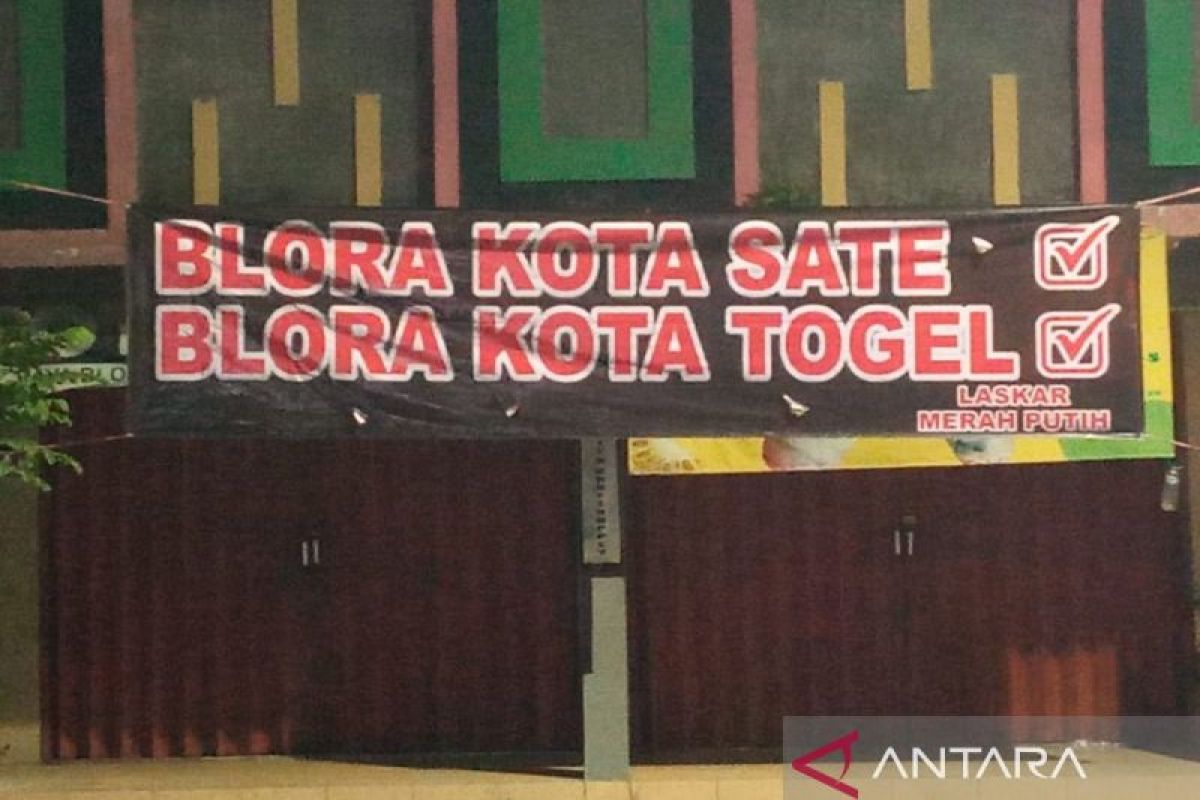 BLORA KOTA SATE
BLORA KOTA TOGEL
LASKAR
MERAH PUTIH
ANTARA